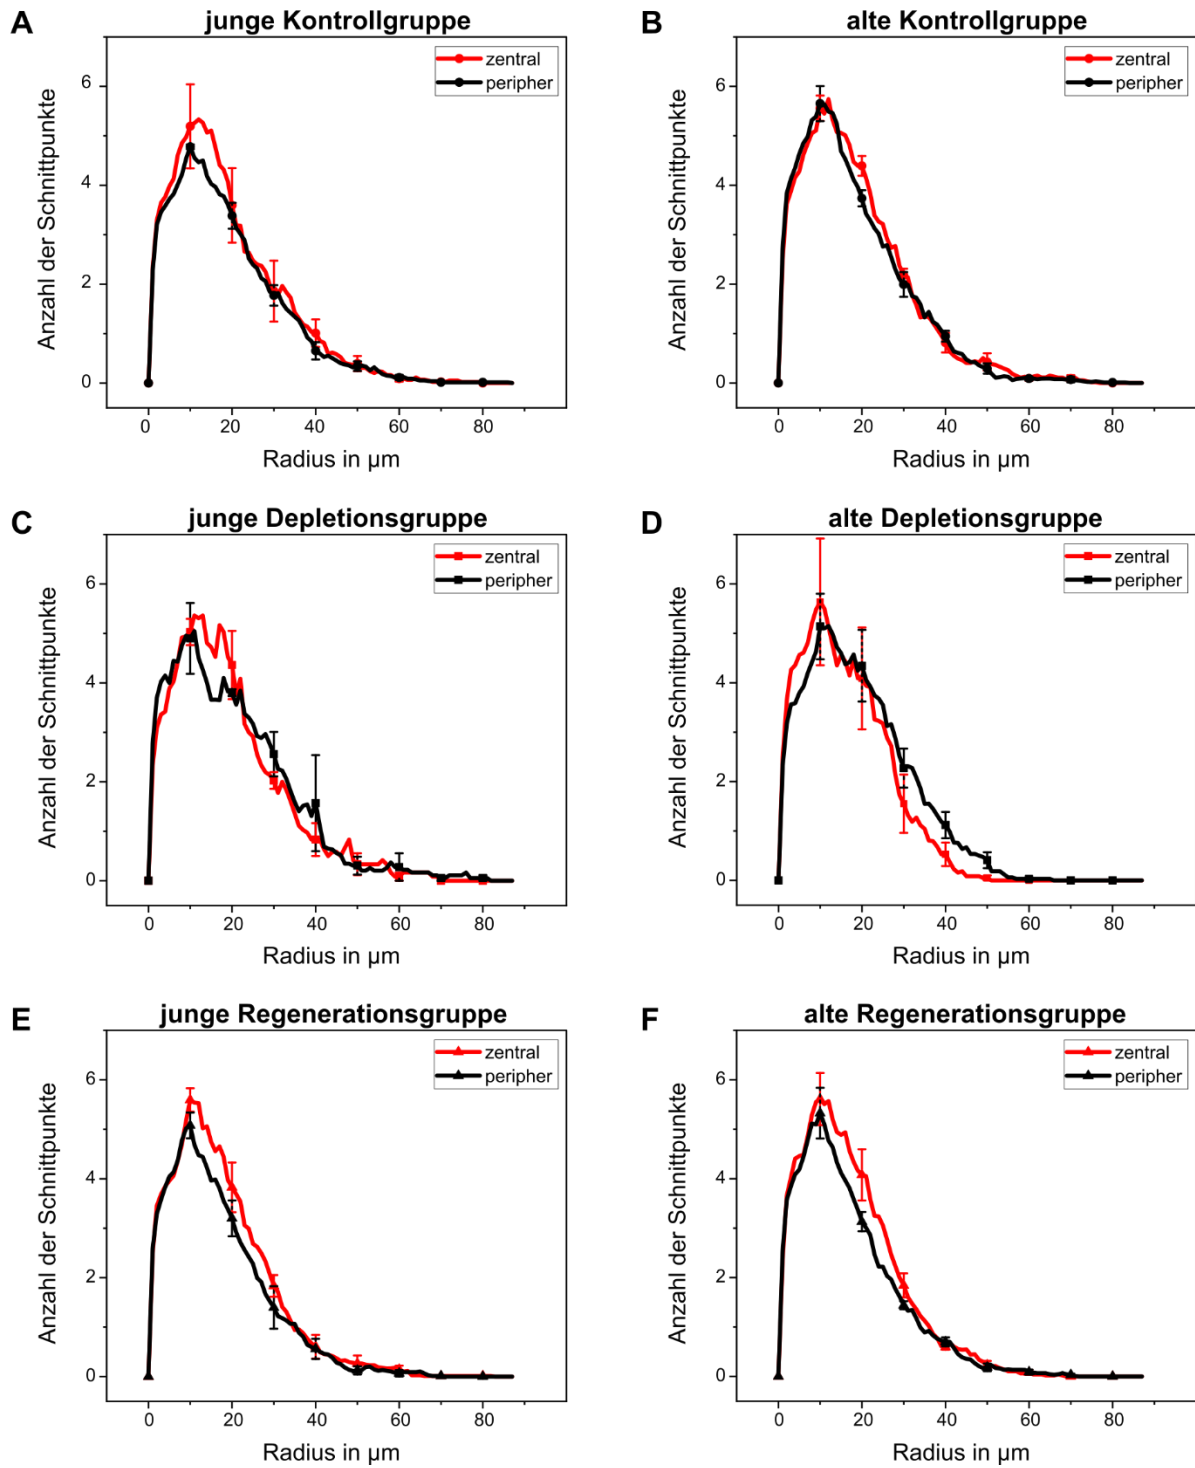 A junge Kontrollgruppe
zentral
peripher
Anzahl der Schnittpunkte
6
4
2
0
0 20 40 60 80
Radius in µm
B alte Kontrollgruppe
zentral
peripher
Anzahl der Schnittpunkte
6
4
2
0
0 20 40 60 80
Radius in µm
C junge Depletionsgruppe
zentral
peripher
Anzahl der Schnittpunkte
6
4
2
0
0 20 40 60 80
Radius in µm
D alte Depletionsgruppe
zentral
peripher
Anzahl der Schnittpunkte
6
4
2
0
0 20 40 60 80
Radius in µm
E junge Regenerationsgruppe
zentral
peripher
Anzahl der Schnittpunkte
6
4
2
0
0 20 40 60 80
Radius in µm
F alte Regenerationsgruppe
zentral
peripher
Anzahl der Schnittpunkte
6
4
2
0
0 20 40 60 80
Radius in µm